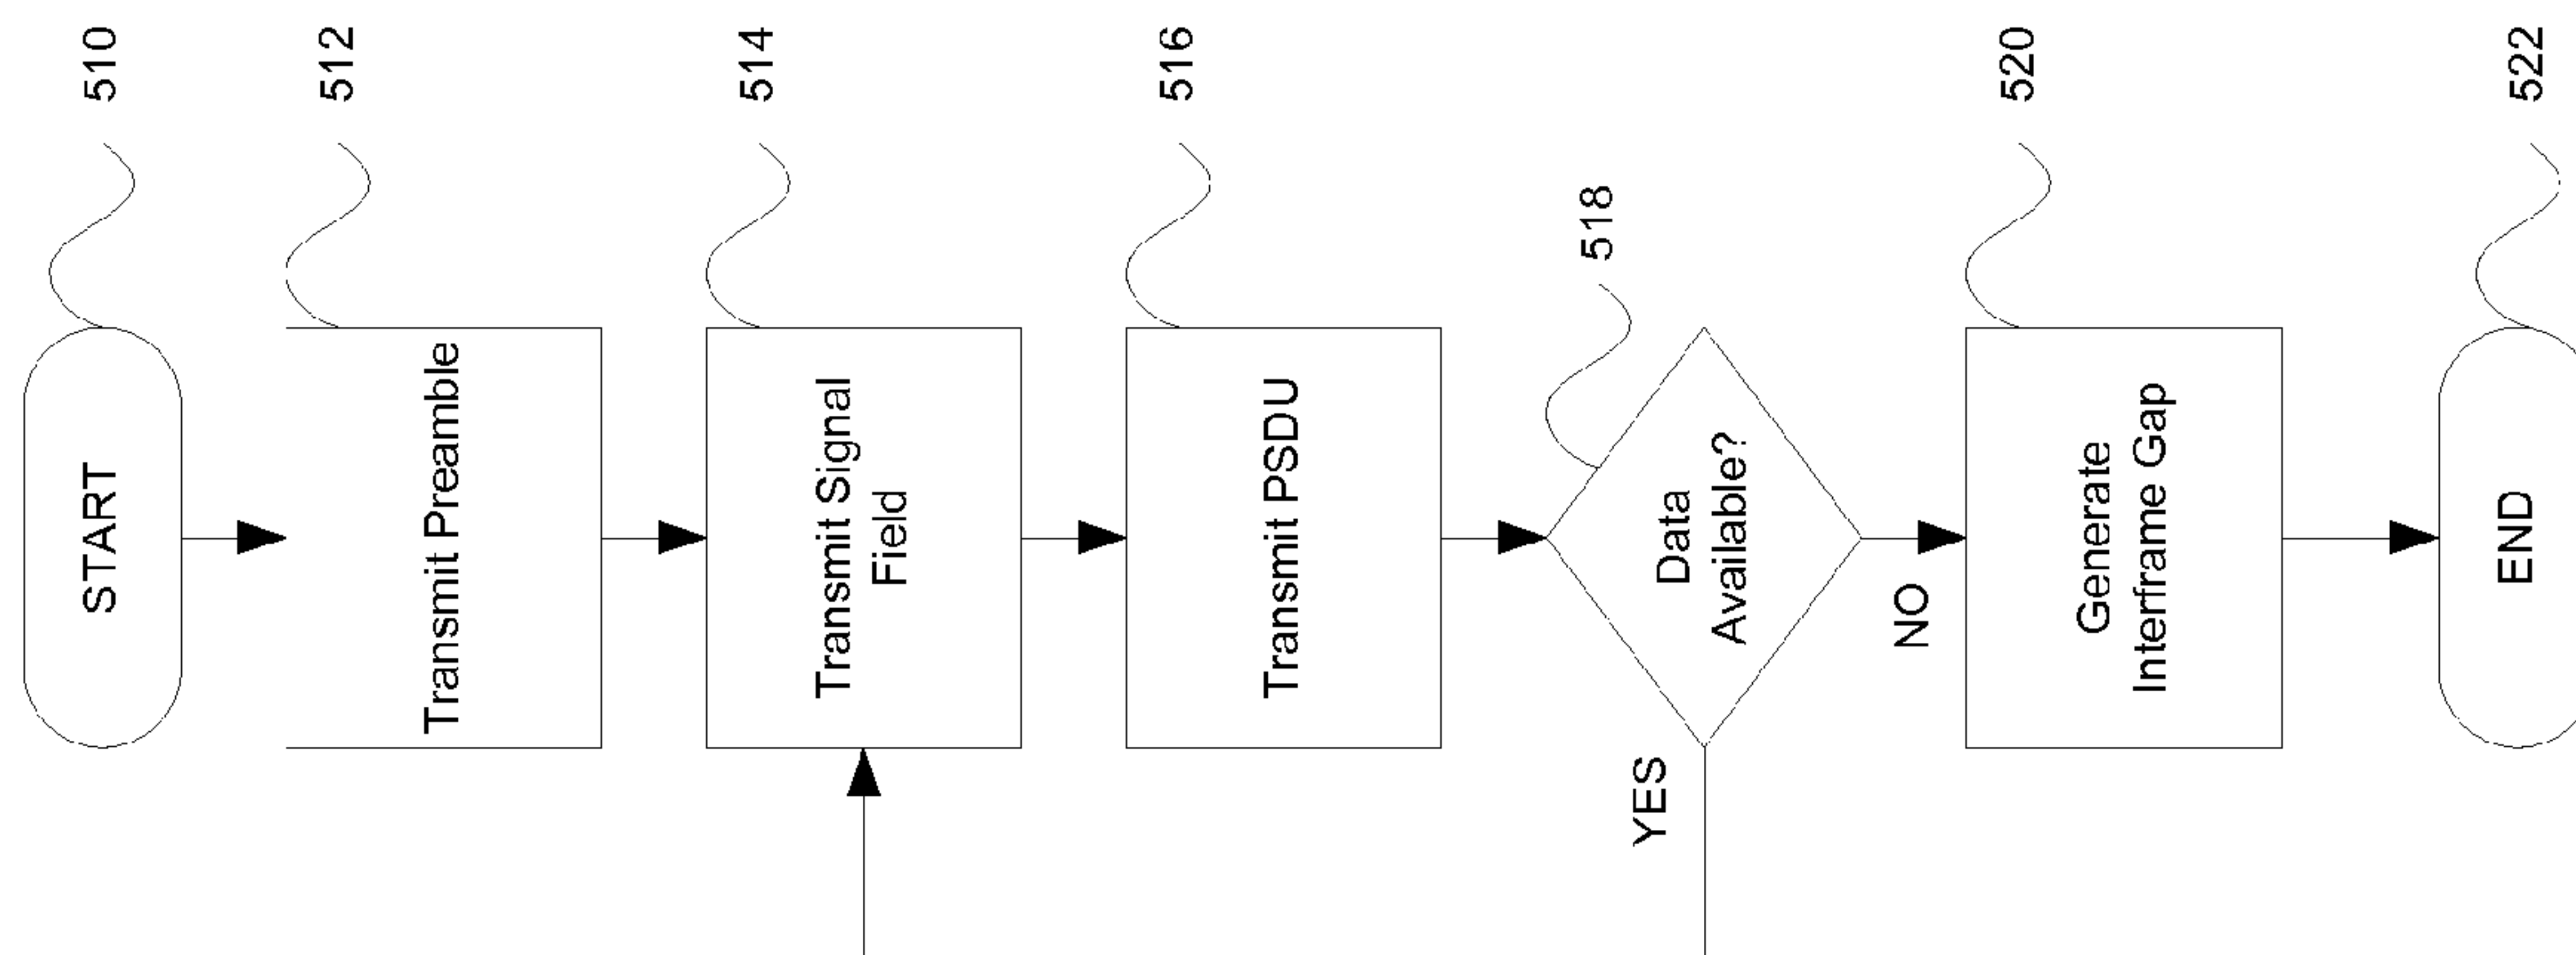 START
510
Transmit Preamble
512
Transmit Signal
Field
514
Transmit PSDU
516
Data
Available?
518
YES
NO
Generate
Interframe Gap
520
END
522